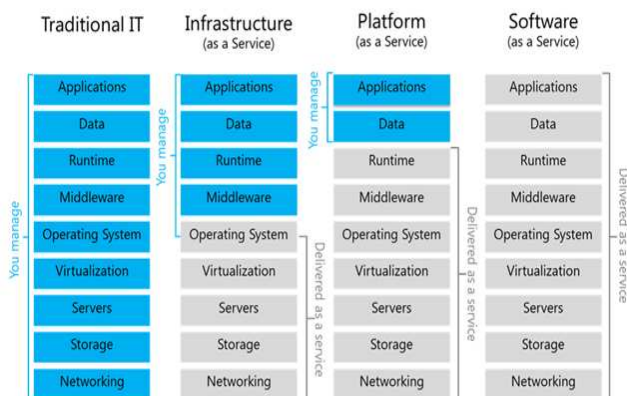 Traditional IT
Infrastructure
(as a Service)
Platform
(as a Service)
Software
(as a Service)
You manage
Applications
Data
Runtime
Middleware
Operating System
Virtualization
Servers
Storage
Networking
You manage
Applications
Data
Runtime
Middleware
Operating System
Virtualization
Servers
Storage
Networking
Delivered as a service
You manage
Applications
Data
Runtime
Middleware
Operating System
Virtualization
Servers
Storage
Networking
Delivered as a service
Applications
Data
Runtime
Middleware
Operating System
Virtualization
Servers
Storage
Networking
Delivered as a service